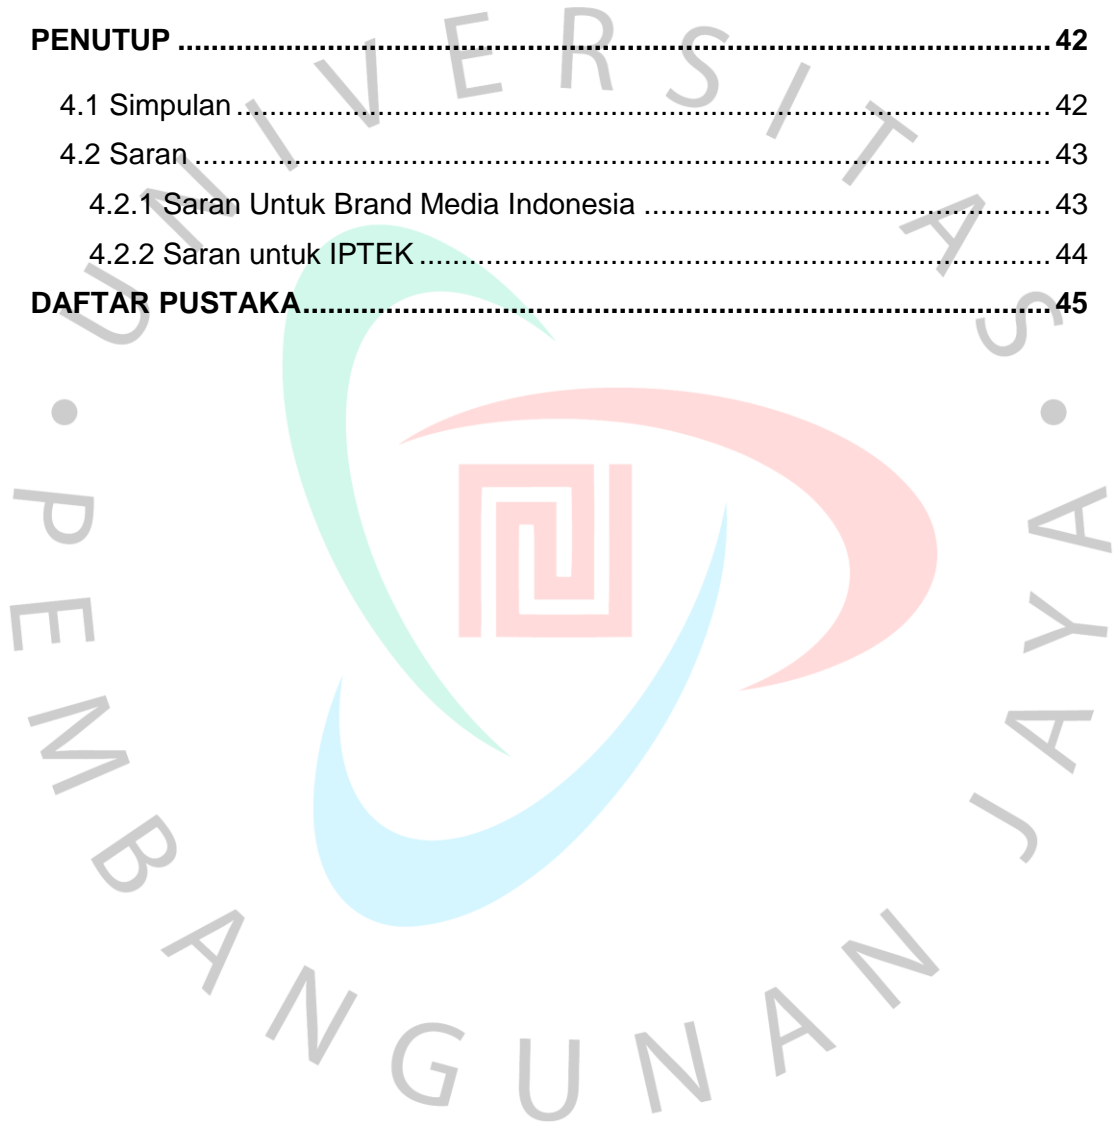 PENUTUP ........................................................................................................ 42
4.1 Simpulan .................................................................................................. 42
4.2 Saran ....................................................................................................... 43
4.2.1 Saran Untuk Brand Media Indonesia ................................................. 43
4.2.2 Saran untuk IPTEK ............................................................................ 44
DAFTAR PUSTAKA.......................................................................................... 45
UNIVERSITAS • PEMBANGUNAN JAYA •